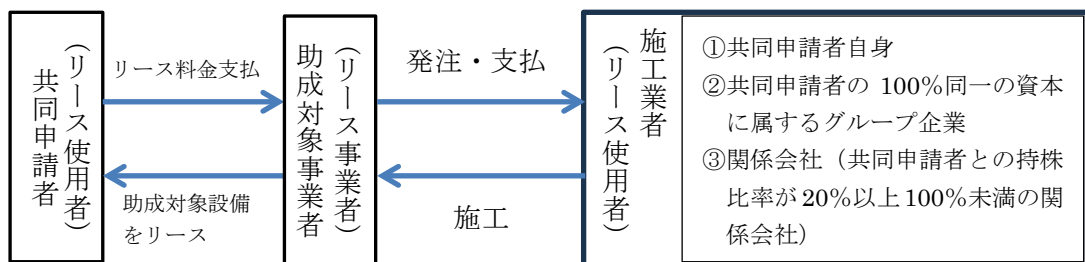 共同申請者
(リース使用者)
リース料金支払
助成対象設備
をリース
助成対象事業者
(リース事業者)
発注・支払
施工
施工業者
(リース使用者)
①共同申請者自身
②共同申請者の 100%同一の資本
に属するグループ企業
③関係会社（共同申請者との持株
比率が 20%以上 100%未満の関
係会社）